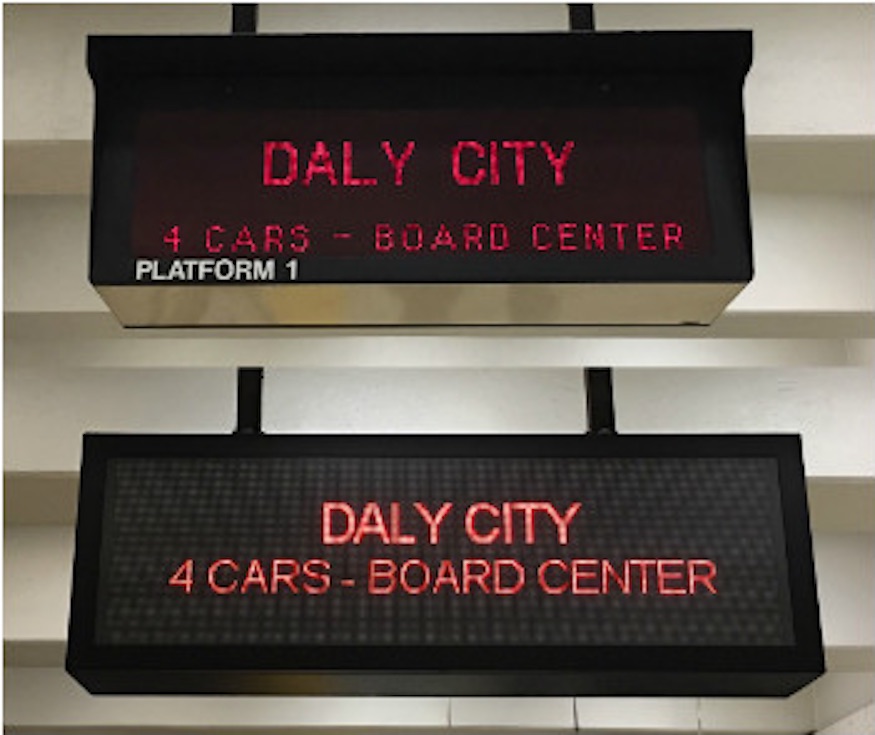 DALY CITY
4 CARS - BOARD CENTER
PLATFORM 1
DALY CITY
4 CARS - BOARD CENTER